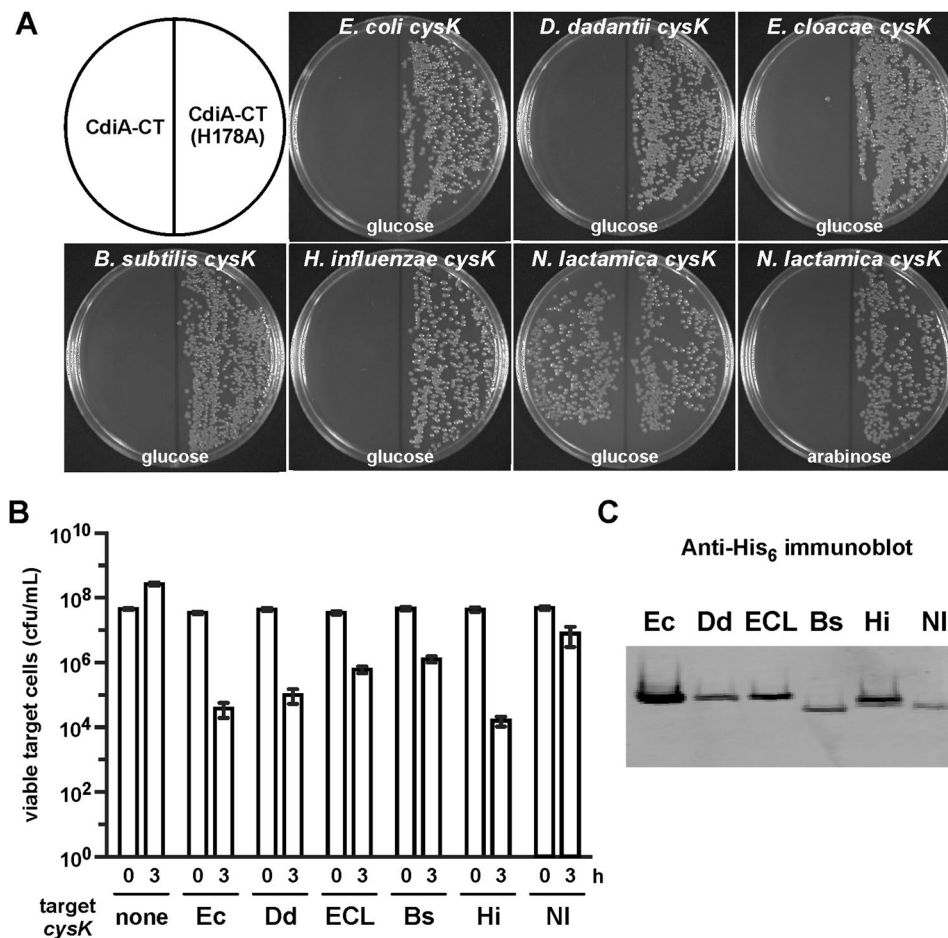 A
CdiA-CT
CdiA-CT
(H178A)
E. coli cysK
glucose
D. dadantii cysK
glucose
E. cloacae cysK
glucose
B. subtilis cysK
glucose
H. influenzae cysK
glucose
N. lactamica cysK
glucose
N. lactamica cysK
arabinose
B
viable target cells (cfu/mL)
10^10
10^8
10^6
10^4
10^2
10^0
0 3 0 3 0 3 0 3 0 3 0 3 0 3 h
target
cysK
none Ec Dd ECL Bs Hi Nl
C
Anti-His6 immunoblot
Ec Dd ECL Bs Hi Nl